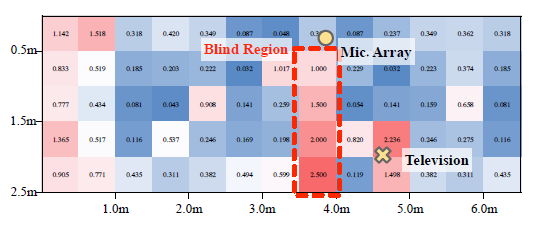 1.142 1.518 0.318 0.420 0.349 0.087 0.048 0.087 0.237 0.349 0.362 0.318
0.5m
Blind Region
Mic. Array
0.833 0.519 0.185 0.203 0.222 0.032 1.017 1.000 0.229 0.032 0.223 0.374 0.185
0.777 0.434 0.081 0.043 0.908 0.141 0.259 1.500 0.054 0.141 0.159 0.658 0.081
1.5m
1.365 0.517 0.116 0.537 0.246 0.169 0.198 2.000 0.820 2.236 0.246 0.275 0.116
Television
0.905 0.771 0.435 0.311 0.382 0.494 0.599 2.500 0.119 1.498 0.382 0.311 0.435
2.5m
1.0m 2.0m 3.0m 4.0m 5.0m 6.0m